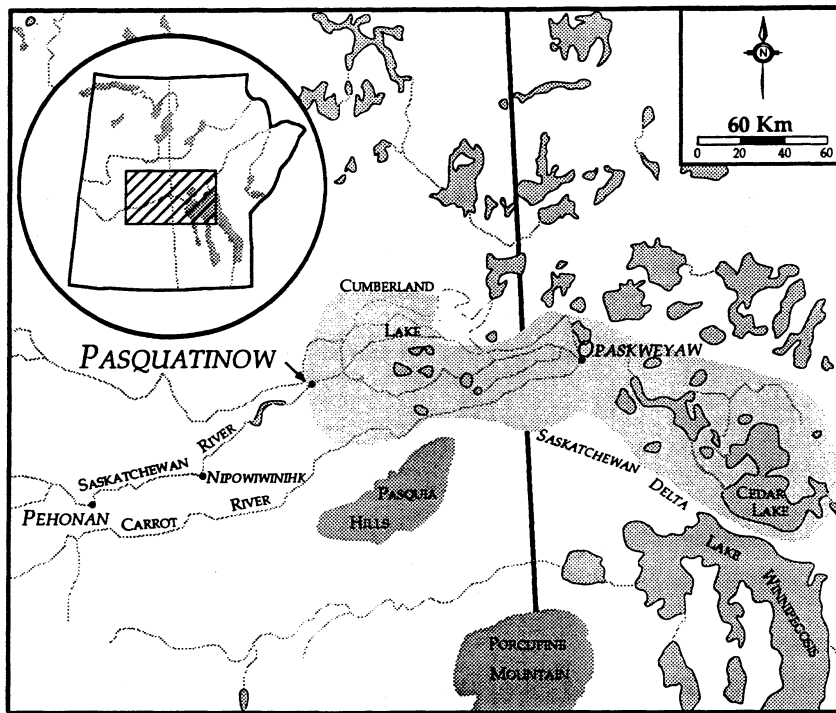 N
60 Km
0 20 40 60
CUMBERLAND
LAKE
PASQUATINOW
PASKWEYAW
SASKATCHEWAN RIVER
NIPOWIWINIHK
PEHONAN
CARROT RIVER
PASQUIA
HILLS
SASKATCHEWAN DELTA
CEDAR
LAKE
LAKE WINNIPEGOSIS
PORCUPINE
MOUNTAIN